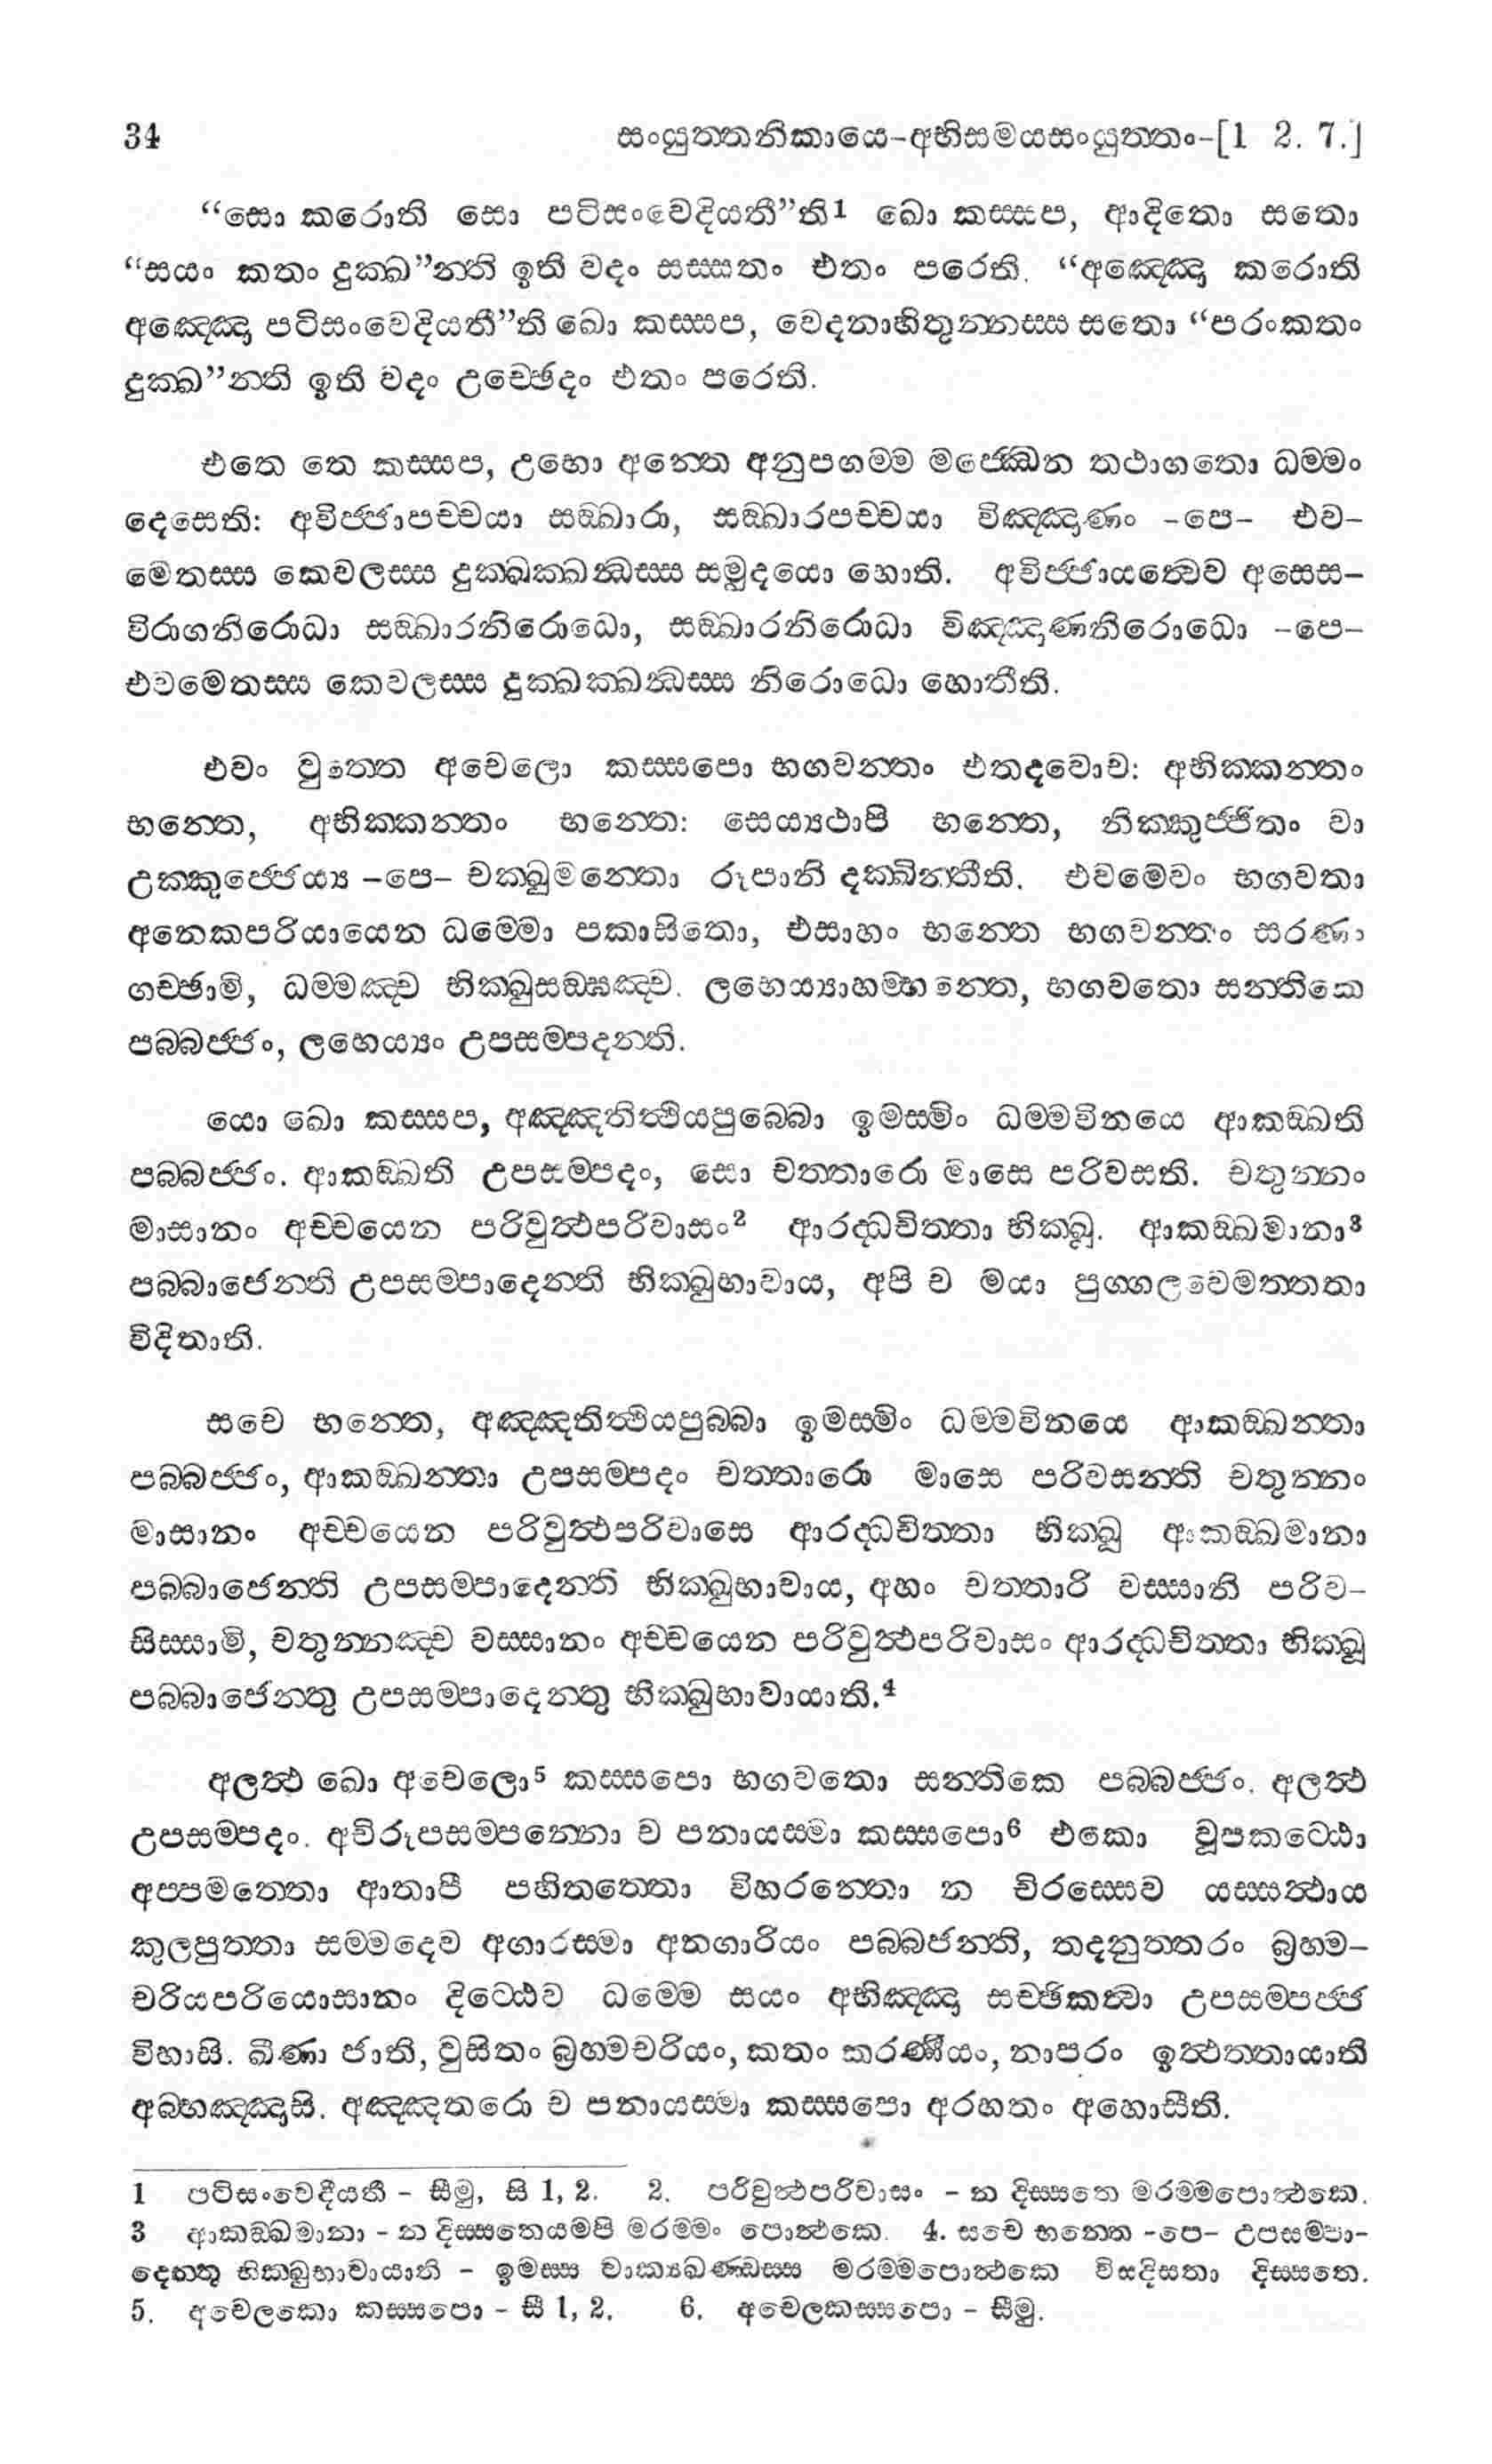 34 සංයුත්තනිකායෙ-අභිසමයසංයුත්තං-[1 2. 7.]
“සො කරොති සො පටිසංවෙදියතී”ති1 ඛො කස්සප, ආදිතො සතො
“සයං කතං දුක්ඛ”න්ති ඉති වදං සස්සතං එතං පරෙති. “අඤ්ඤො කරොති
අඤ්ඤො පටිසංවෙදියතී”ති ඛො කස්සප, වෙදනාභිතුන්නස්ස සතො “පරංකතං
දුක්ඛ”න්ති ඉති වදං උච්ඡෙදං එතං පරෙති.
එතෙ තෙ කස්සප, උභො අන්තෙ අනුපගම්ම මජ්ඣෙන තථාගතො ධම්මං
දෙසෙති: අවිජ්ජාපච්චයා සඞ්ඛාරා, සඞ්ඛාරපච්චයා විඤ්ඤාණං -පෙ- එව-
මෙතස්ස කෙවලස්ස දුක්ඛක්ඛන්ධස්ස සමුදයො හොති. අවිජ්ජායත්වෙව අසෙස-
විරාගනිරොධා සඞ්ඛාරනිරොධො, සඞ්ඛාරනිරොධා විඤ්ඤාණනිරොධො -පෙ-
එවමෙතස්ස කෙවලස්ස දුක්ඛක්ඛන්ධස්ස නිරොධො හොතීති.
එවං වුත්තෙ අචෙලො කස්සපො භගවන්තං එතදවොච: අභික්කන්තං
භන්තෙ, අභික්කන්තං භන්තෙ: සෙය්‍යථාපි භන්තෙ, නික්කුජ්ජිතං වා
උක්කුජ්ජෙය්‍ය -පෙ- චක්ඛුමන්තො රූපානි දක්ඛින්තීති. එවමෙවං භගවතා
අනෙකපරියායෙන ධම්මො පකාසිතො, එසාහං භන්තෙ භගවන්තං සරණං
ගච්ඡාමි, ධම්මඤ්ච භික්ඛුසඞ්ඝඤ්ච. ලභෙය්‍යාහම්භන්තෙ, භගවතො සන්තිකෙ
පබ්බජ්ජං, ලභෙය්‍යං උපසම්පදන්ති.
යො ඛො කස්සප, අඤ්ඤතිත්ථියපුබ්බො ඉමස්මිං ධම්මවිනයෙ ආකඞ්ඛති
පබ්බජ්ජං. ආකඞ්ඛති උපසම්පදං, සො චත්තාරො මාසෙ පරිවසති. චතුන්නං
මාසානං අච්චයෙන පරිවුත්ථපරිවාසං2 ආරද්ධචිත්තා භික්ඛූ. ආකඞ්ඛමානා3
පබ්බාජෙන්ති උපසම්පාදෙන්ති භික්ඛුභාවාය, අපි ච මයා පුග්ගලවෙමත්තතා
විදිතාති.
සචෙ භන්තෙ, අඤ්ඤතිත්ථියපුබ්බා ඉමස්මිං ධම්මවිනයෙ ආකඞ්ඛන්තා
පබ්බජ්ජං, ආකඞ්ඛන්තා උපසම්පදං චත්තාරො මාසෙ පරිවසන්ති චතුන්නං
මාසානං අච්චයෙන පරිවුත්ථපරිවාසෙ ආරද්ධචිත්තා භික්ඛූ ආකඞ්ඛමානා
පබ්බාජෙන්ති උපසම්පාදෙන්ති භික්ඛුභාවාය, අහං චත්තාරි වස්සානි පරිව-
සිස්සාමි, චතුන්නඤ්ච වස්සානං අච්චයෙන පරිවුත්ථපරිවාසං ආරද්ධචිත්තා භික්ඛූ
පබ්බාජෙන්තු උපසම්පාදෙන්තු භික්ඛුභාවායාති.4
අලත්ථ ඛො අචෙලො5 කස්සපො භගවතො සන්තිකෙ පබ්බජ්ජං. අලත්ථ
උපසම්පදං. අචිරූපසම්පන්නො ච පනායස්මා කස්සපො6 එකො වූපකට්ඨො
අප්පමත්තො ආතාපී පහිතත්තො විහරන්තො න චිරස්සෙව යස්සත්ථාය
කුලපුත්තා සම්මදෙව අගාරස්මා අනගාරියං පබ්බජන්ති, තදනුත්තරං බ්‍රහ්ම-
චරියපරියොසානං දිට්ඨෙව ධම්මෙ සයං අභිඤ්ඤා සච්ඡිකත්වා උපසම්පජ්ජ
විහාසි. ඛීණා ජාති, වුසිතං බ්‍රහ්මචරියං, කතං කරණීයං, නාපරං ඉත්ථත්තායාති
අබ්භඤ්ඤාසි. අඤ්ඤතරො ච පනායස්මා කස්සපො අරහතං අහොසීති.
1 පටිසංවෙදීයතී - සීමු, සි 1, 2. 2. පරිවුත්ථපරිවාසං - න දිස්සතෙ මරම්මපොත්ථකෙ.
3 ආකඞ්ඛමානා - න දිස්සතෙයමපි මරම්මං පොත්ථකෙ. 4. සචෙ භන්තෙ -පෙ- උපසම්පා-
දෙන්තු භික්ඛුභාවායාති - ඉමස්ස වාක්‍යඛණ්ඩස්ස මරම්මපොත්ථකෙ විසදිසතා දිස්සතෙ.
5. අචෙලකො කස්සපො - සී 1, 2. 6. අචෙලකස්සපො - සීමු.